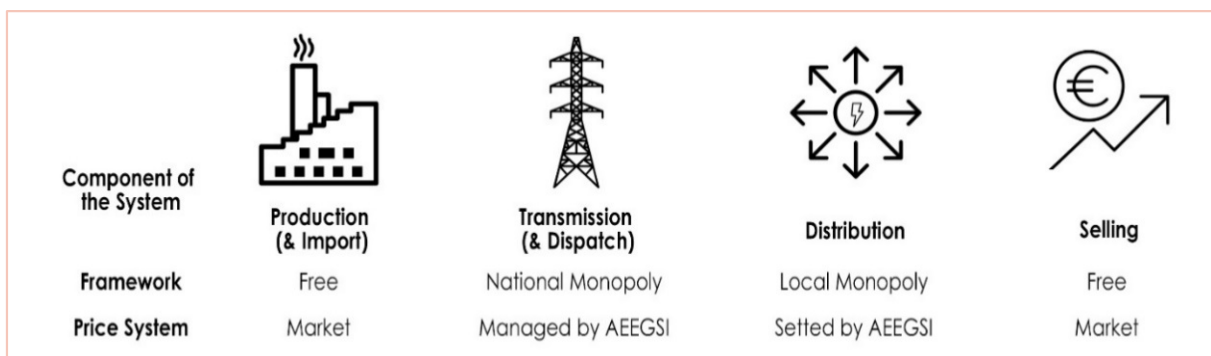 Component of
the System
Production
(& Import)
Transmission
(& Dispatch)
Distribution
Selling
Framework
Free
National Monopoly
Local Monopoly
Free
Price System
Market
Managed by AEEGSI
Setted by AEEGSI
Market